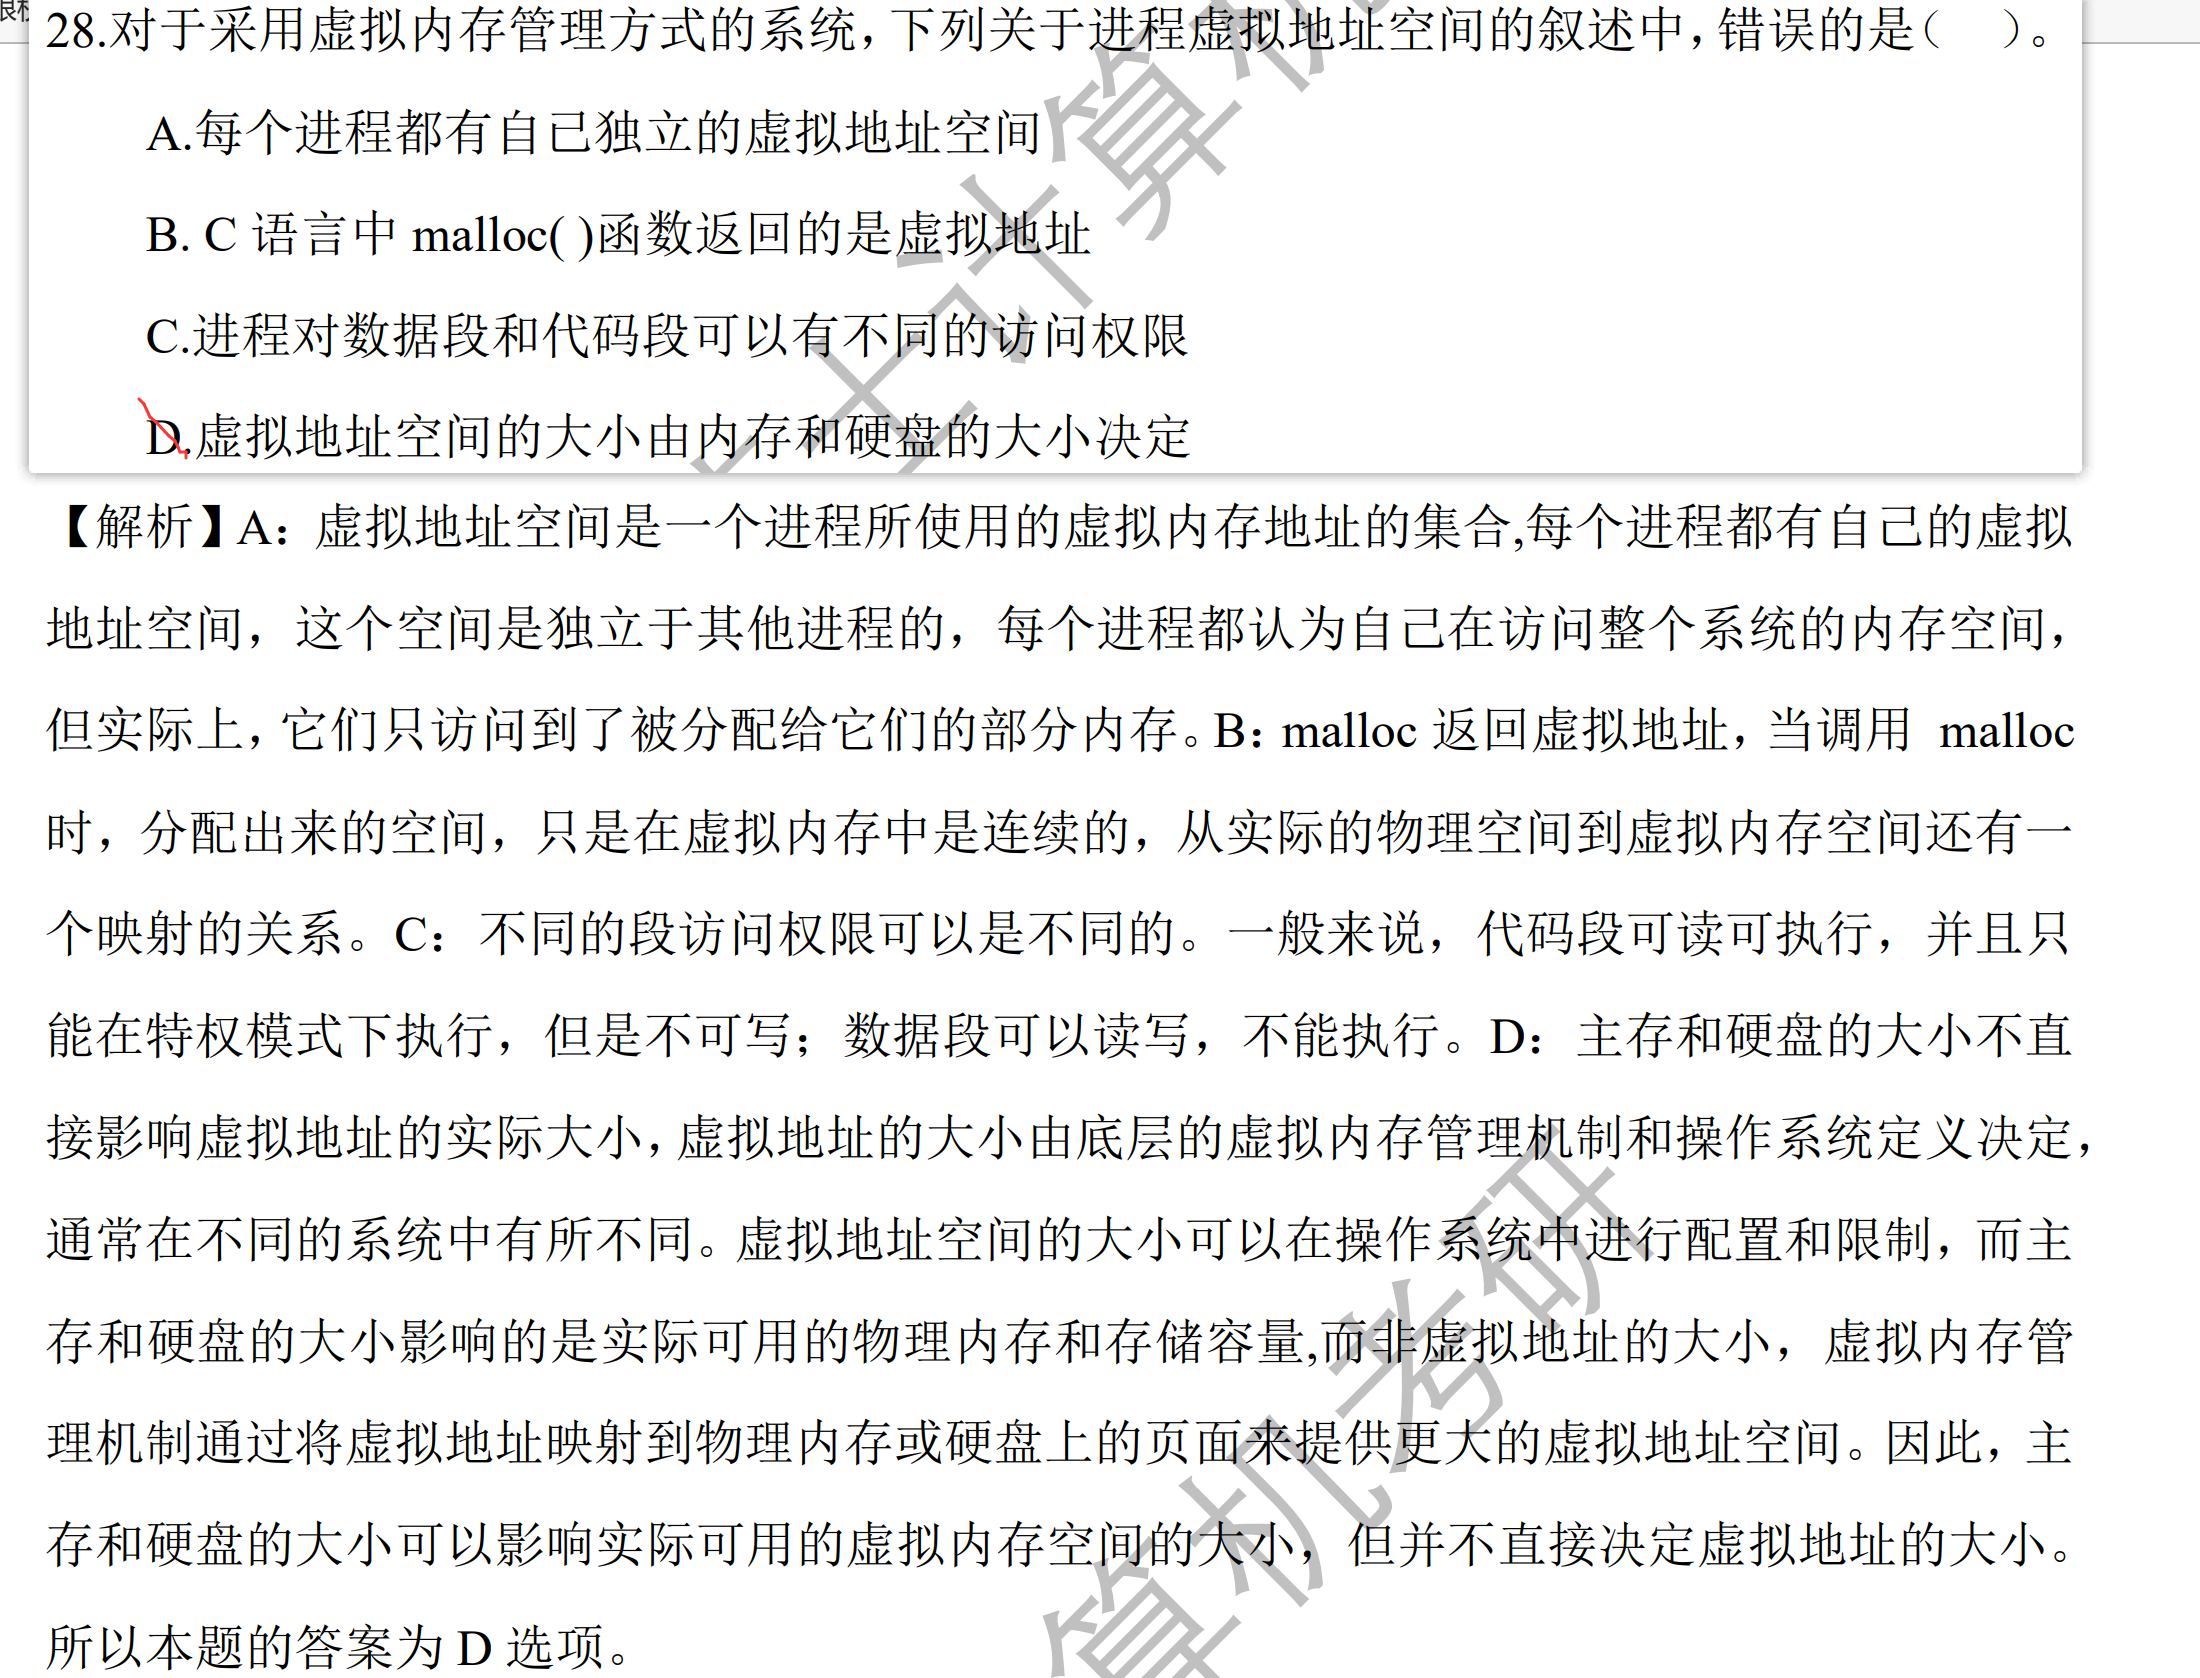 28.对于采用虚拟内存管理方式的系统，下列关于进程虚拟地址空间的叙述中，错误的是（ ）。
A.每个进程都有自已独立的虚拟地址空间
B. C 语言中 malloc( )函数返回的是虚拟地址
C.进程对数据段和代码段可以有不同的访问权限
D.虚拟地址空间的大小由内存和硬盘的大小决定
【解析】A：虚拟地址空间是一个进程所使用的虚拟内存地址的集合,每个进程都有自己的虚拟
地址空间，这个空间是独立于其他进程的，每个进程都认为自己在访问整个系统的内存空间，
但实际上，它们只访问到了被分配给它们的部分内存。B：malloc 返回虚拟地址，当调用 malloc
时，分配出来的空间，只是在虚拟内存中是连续的，从实际的物理空间到虚拟内存空间还有一
个映射的关系。C：不同的段访问权限可以是不同的。一般来说，代码段可读可执行，并且只
能在特权模式下执行，但是不可写；数据段可以读写，不能执行。D：主存和硬盘的大小不直
接影响虚拟地址的实际大小，虚拟地址的大小由底层的虚拟内存管理机制和操作系统定义决定，
通常在不同的系统中有所不同。虚拟地址空间的大小可以在操作系统中进行配置和限制，而主
存和硬盘的大小影响的是实际可用的物理内存和存储容量,而非虚拟地址的大小，虚拟内存管
理机制通过将虚拟地址映射到物理内存或硬盘上的页面来提供更大的虚拟地址空间。因此，主
存和硬盘的大小可以影响实际可用的虚拟内存空间的大小，但并不直接决定虚拟地址的大小。
所以本题的答案为 D 选项。
士计算机
算机考研